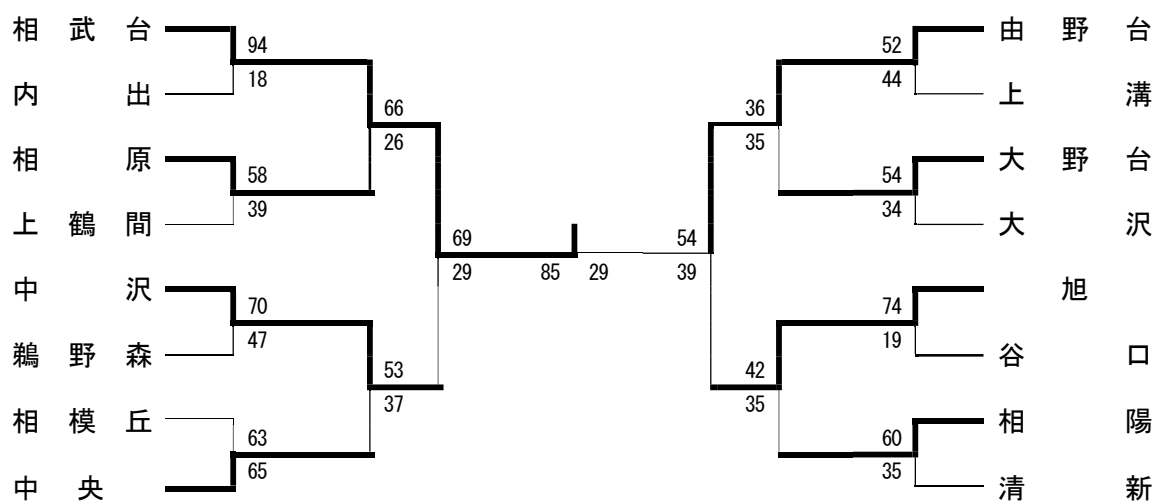 相武台
94
18
内出
66
26
相原
58
39
上鶴間
69
29
中沢
70
47
鵜野森
53
37
相模丘
63
65
中央
85
29
由野台
52
44
上溝
36
35
大野台
54
34
大沢
54
39
旭
74
19
谷口
42
35
相陽
60
35
清新